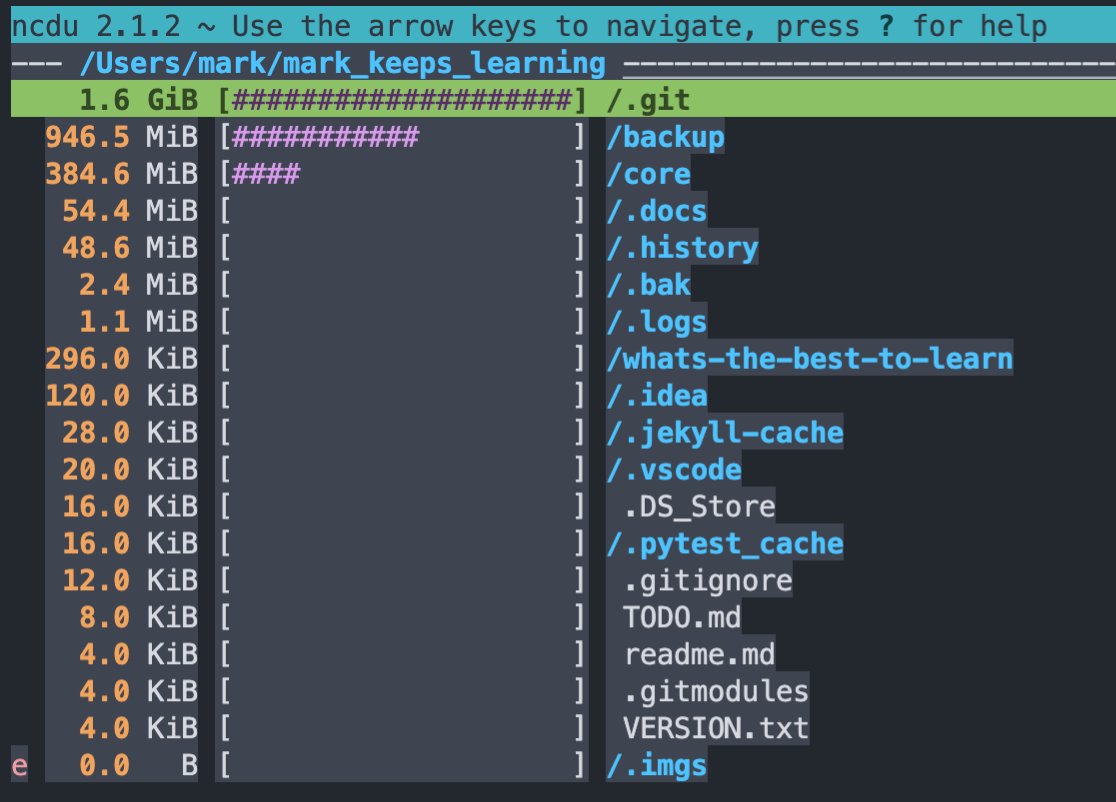 ncdu 2.1.2 ~ Use the arrow keys to navigate, press ? for help
--- /Users/mark/mark_keeps_learning -----------------------------
1.6 GiB [####################] /.git
946.5 MiB [###########         ] /backup
384.6 MiB [####                ] /core
54.4 MiB [                    ] /.docs
48.6 MiB [                    ] /.history
2.4 MiB [                    ] /.bak
1.1 MiB [                    ] /.logs
296.0 KiB [                    ] /whats-the-best-to-learn
120.0 KiB [                    ] /.idea
28.0 KiB [                    ] /.jekyll-cache
20.0 KiB [                    ] /.vscode
16.0 KiB [                    ] .DS_Store
16.0 KiB [                    ] /.pytest_cache
12.0 KiB [                    ] .gitignore
8.0 KiB [                    ] TODO.md
4.0 KiB [                    ] readme.md
4.0 KiB [                    ] .gitmodules
4.0 KiB [                    ] VERSION.txt
e 0.0 B [                    ] /.imgs